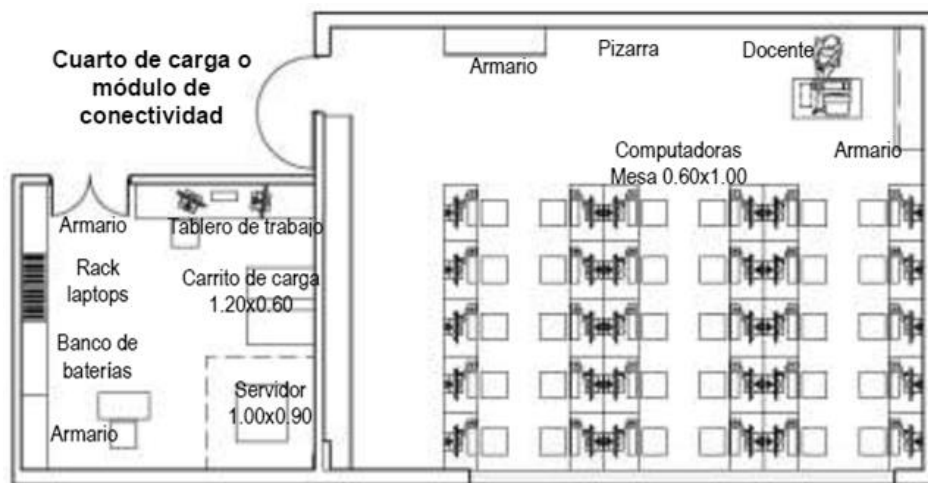 Cuarto de carga o
módulo de
conectividad
Armario
Pizarra
Docente
Armario
Computadoras
Mesa 0.60x1.00
Armario
Tablero de trabajo
Rack
laptops
Carrito de carga
1.20x0.60
Banco de
baterías
Servidor
1.00x0.90
Armario